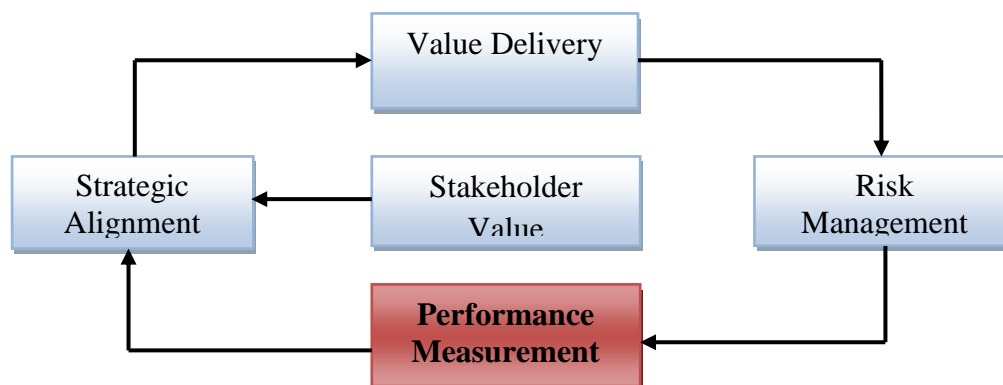 Value Delivery
Strategic
Alignment
Stakeholder
Value
Risk
Management
Performance
Measurement